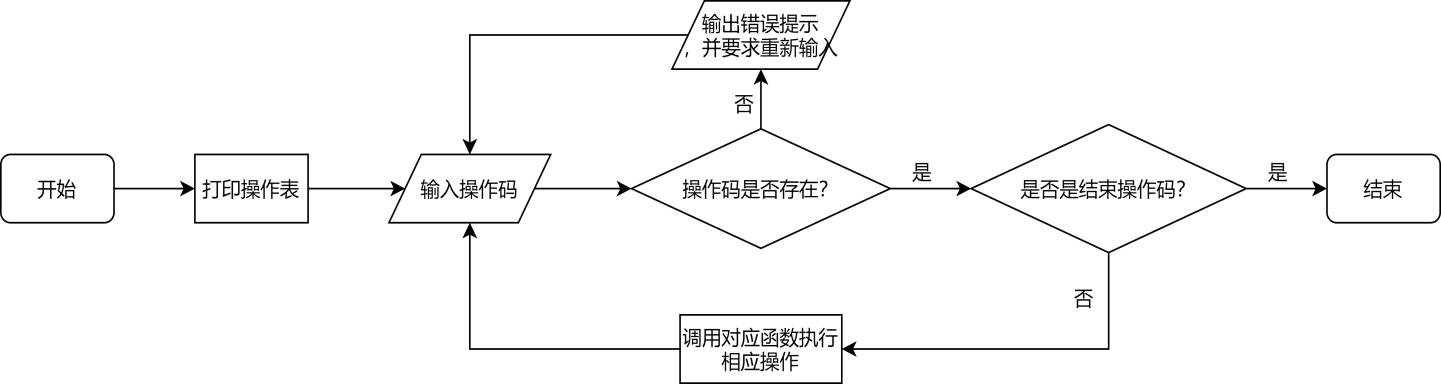 输出错误提示
，并要求重新输入
否
开始
打印操作表
输入操作码
操作码是否存在?
是
是否是结束操作码?
是
结束
否
调用对应函数执行
相应操作